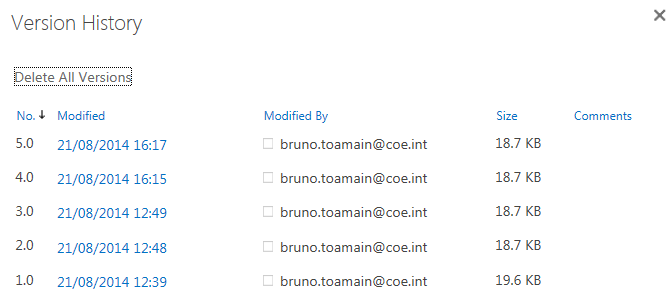 Version History
Delete All Versions
No. Modified Modified By Size Comments
5.0 21/08/2014 16:17 bruno.toamain@coe.int 18.7 KB
4.0 21/08/2014 16:15 bruno.toamain@coe.int 18.7 KB
3.0 21/08/2014 12:49 bruno.toamain@coe.int 18.7 KB
2.0 21/08/2014 12:48 bruno.toamain@coe.int 18.7 KB
1.0 21/08/2014 12:39 bruno.toamain@coe.int 19.6 KB